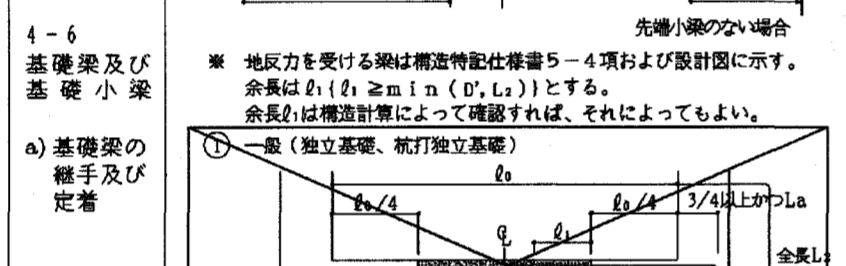 先端小梁のない場合
4-6
基礎梁及び
基礎小梁
※ 地反力を受ける梁は構造特記仕様書5-4項および設計図に示す。
余長はℓ₁{ℓ₁≧min(D',L₂)}とする。
余長ℓ₁は構造計算によって確認すれば、それによってもよい。
a)基礎梁の
継手及び
定着
① 一般(独立基礎、杭打独立基礎)
ℓ₀
ℓ₀/4 ℓ₀/4 3/4以上かつLa
℄ ℓ₁
全長L₂